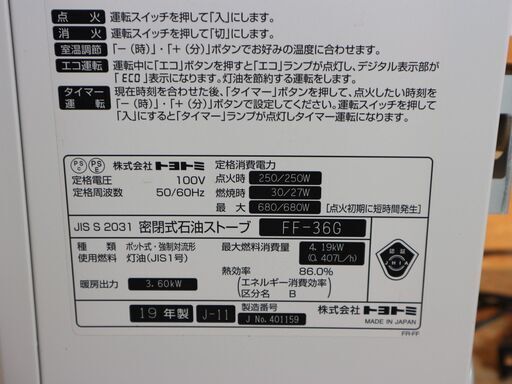 点火 運転スイッチを押して「入」にします。
消火 運転スイッチを押して「切」にします。
室温調節 「−（時）」・「＋（分）」ボタンでお好みの温度に合わせます。
エコ運転 運転中に「エコ」ボタンを押すと「エコ」ランプが点灯し、デジタル表示部が
「ECO」表示になります。灯油を節約する運転をします。
タイマー運転 現在時刻を合わせた後、「タイマー」ボタンを押して、点火したい時刻を
「−（時）」・「＋（分）」ボタンで設定してください。運転スイッチを押して
「入」にすると「タイマー」ランプが点灯しタイマー運転になります。
PSC PSE 株式会社トヨトミ
定格電圧 100V
定格周波数 50/60Hz
定格消費電力
点火時 250/250W
燃焼時 30/27W
最大 680/680W [点火初期に短時間発生]
JIS S 2031 密閉式石油ストーブ FF-36G
種類 ポット式・強制対流形
使用燃料 灯油(JIS1号)
暖房出力 3.60kW
最大燃料消費量 4.19kW
(0.407L/h)
熱効率 86.0%
(エネルギー消費効率)
区分名 B
認証
JHIA
19年製 J-11
製造番号
J No.401159
株式会社トヨトミ
MADE IN JAPAN
FR-FF